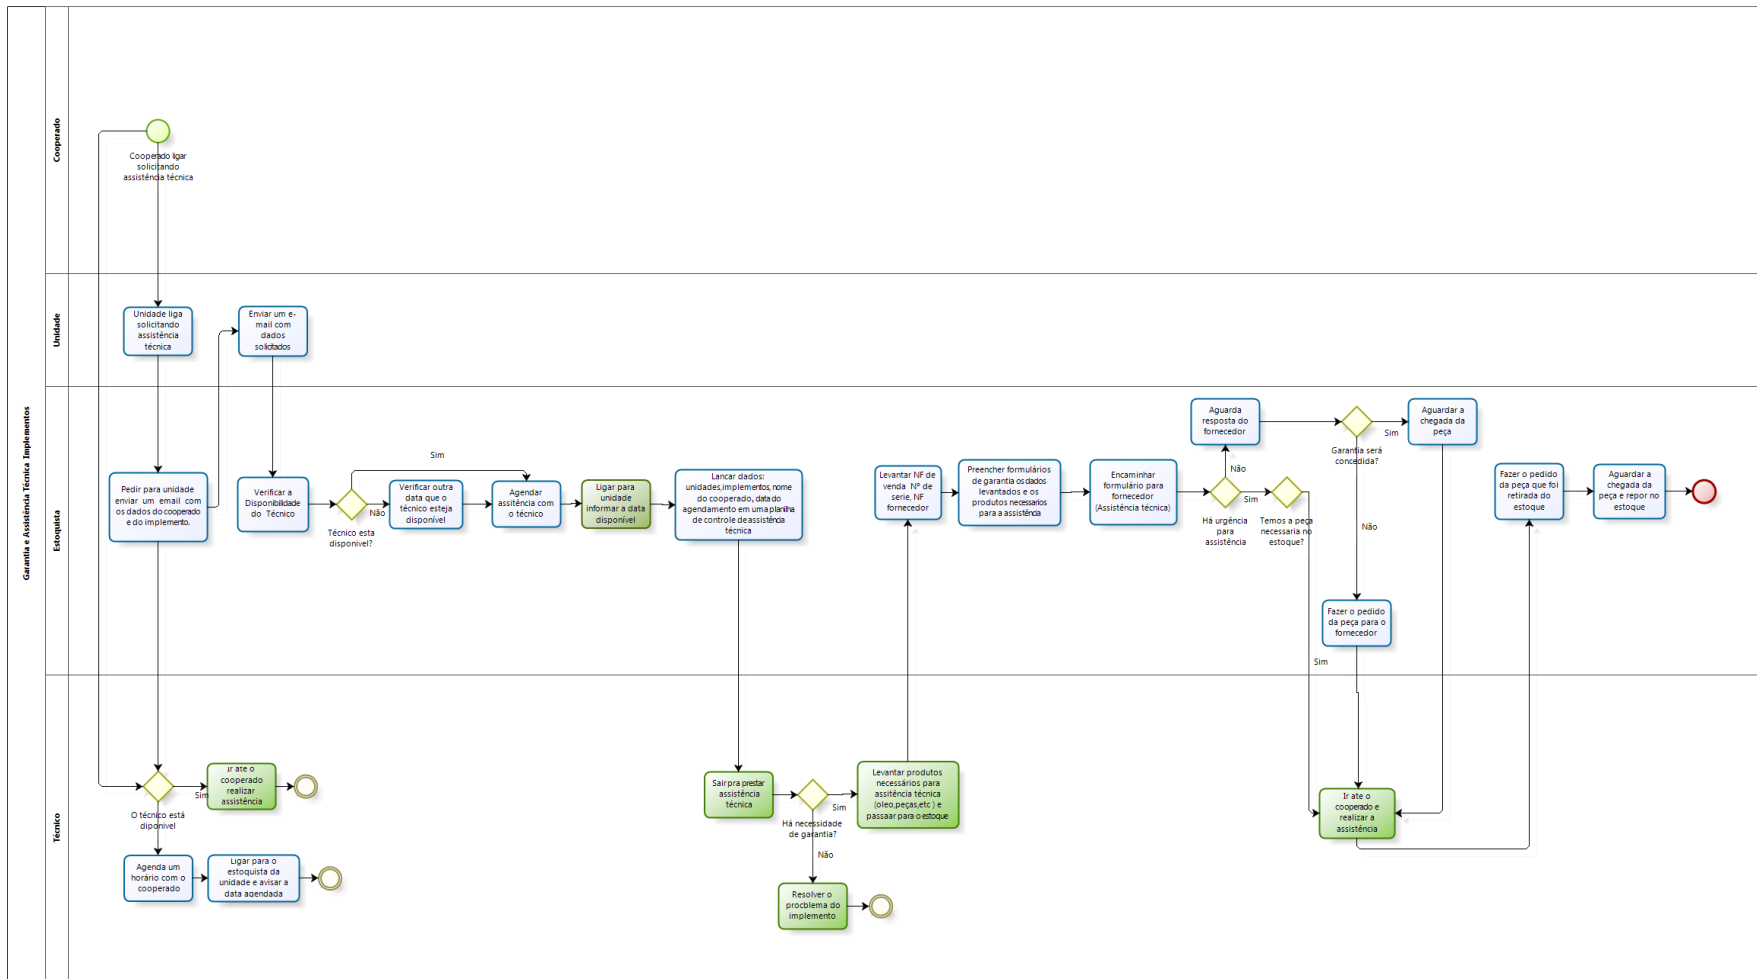 Garantia e Assistência Técnica Implementos
Cooperado
Cooperado ligar
solicitando
assistência técnica
Unidade
Unidade liga
solicitando
assistência
técnica
Enviar um e-
mail com
dados
solicitados
Estoquista
Pedir para unidade
enviar um email com
os dados do cooperado
e do implemento.
Verificar a
Disponibilidade
do Técnico
Sim
Não
Técnico esta
disponivel?
Verificar outra
data que o
técnico esteja
disponível
Agendar
assitência com
o técnico
Ligar para
unidade
informar a data
disponível
Lancar dados:
unidades,implementos, nome
do cooperado, data do
agendamento em uma planilha
de controle de assistência
técnica
Levantar NF de
venda Nº de
serie, NF
fornecedor
Preencher formulários
de garantia os dados
levantados e os
produtos necessarios
para a assistência
Encaminhar
formulário para
fornecedor
(Assistência técnica)
Aguarda
resposta do
fornecedor
Não
Sim
Há urgência
para
assistência
Temos a peça
necessaria no
estoque?
Sim
Garantia será
concedida?
Sim
Não
Aguardar a
chegada da
peça
Fazer o pedido
da peça para o
fornecedor
Fazer o pedido
da peça que foi
retirada do
estoque
Aguardar a
chegada da
peça e repor no
estoque
Técnico
Sim
O técnico está
diponivel
Ir ate o
cooperado
realizar
assistência
Agenda um
horário com o
cooperado
Ligar para o
estoquista da
unidade e avisar a
data agendada
Sair pra prestar
assistência
técnica
Sim
Há necessidade
de garantia?
Não
Levantar produtos
necessários para
assitência técnica
(oleo,peças,etc ) e
passaar para o estoque
Resolver o
procblema do
implemento
Ir ate o
cooperado e
realizar a
assistência